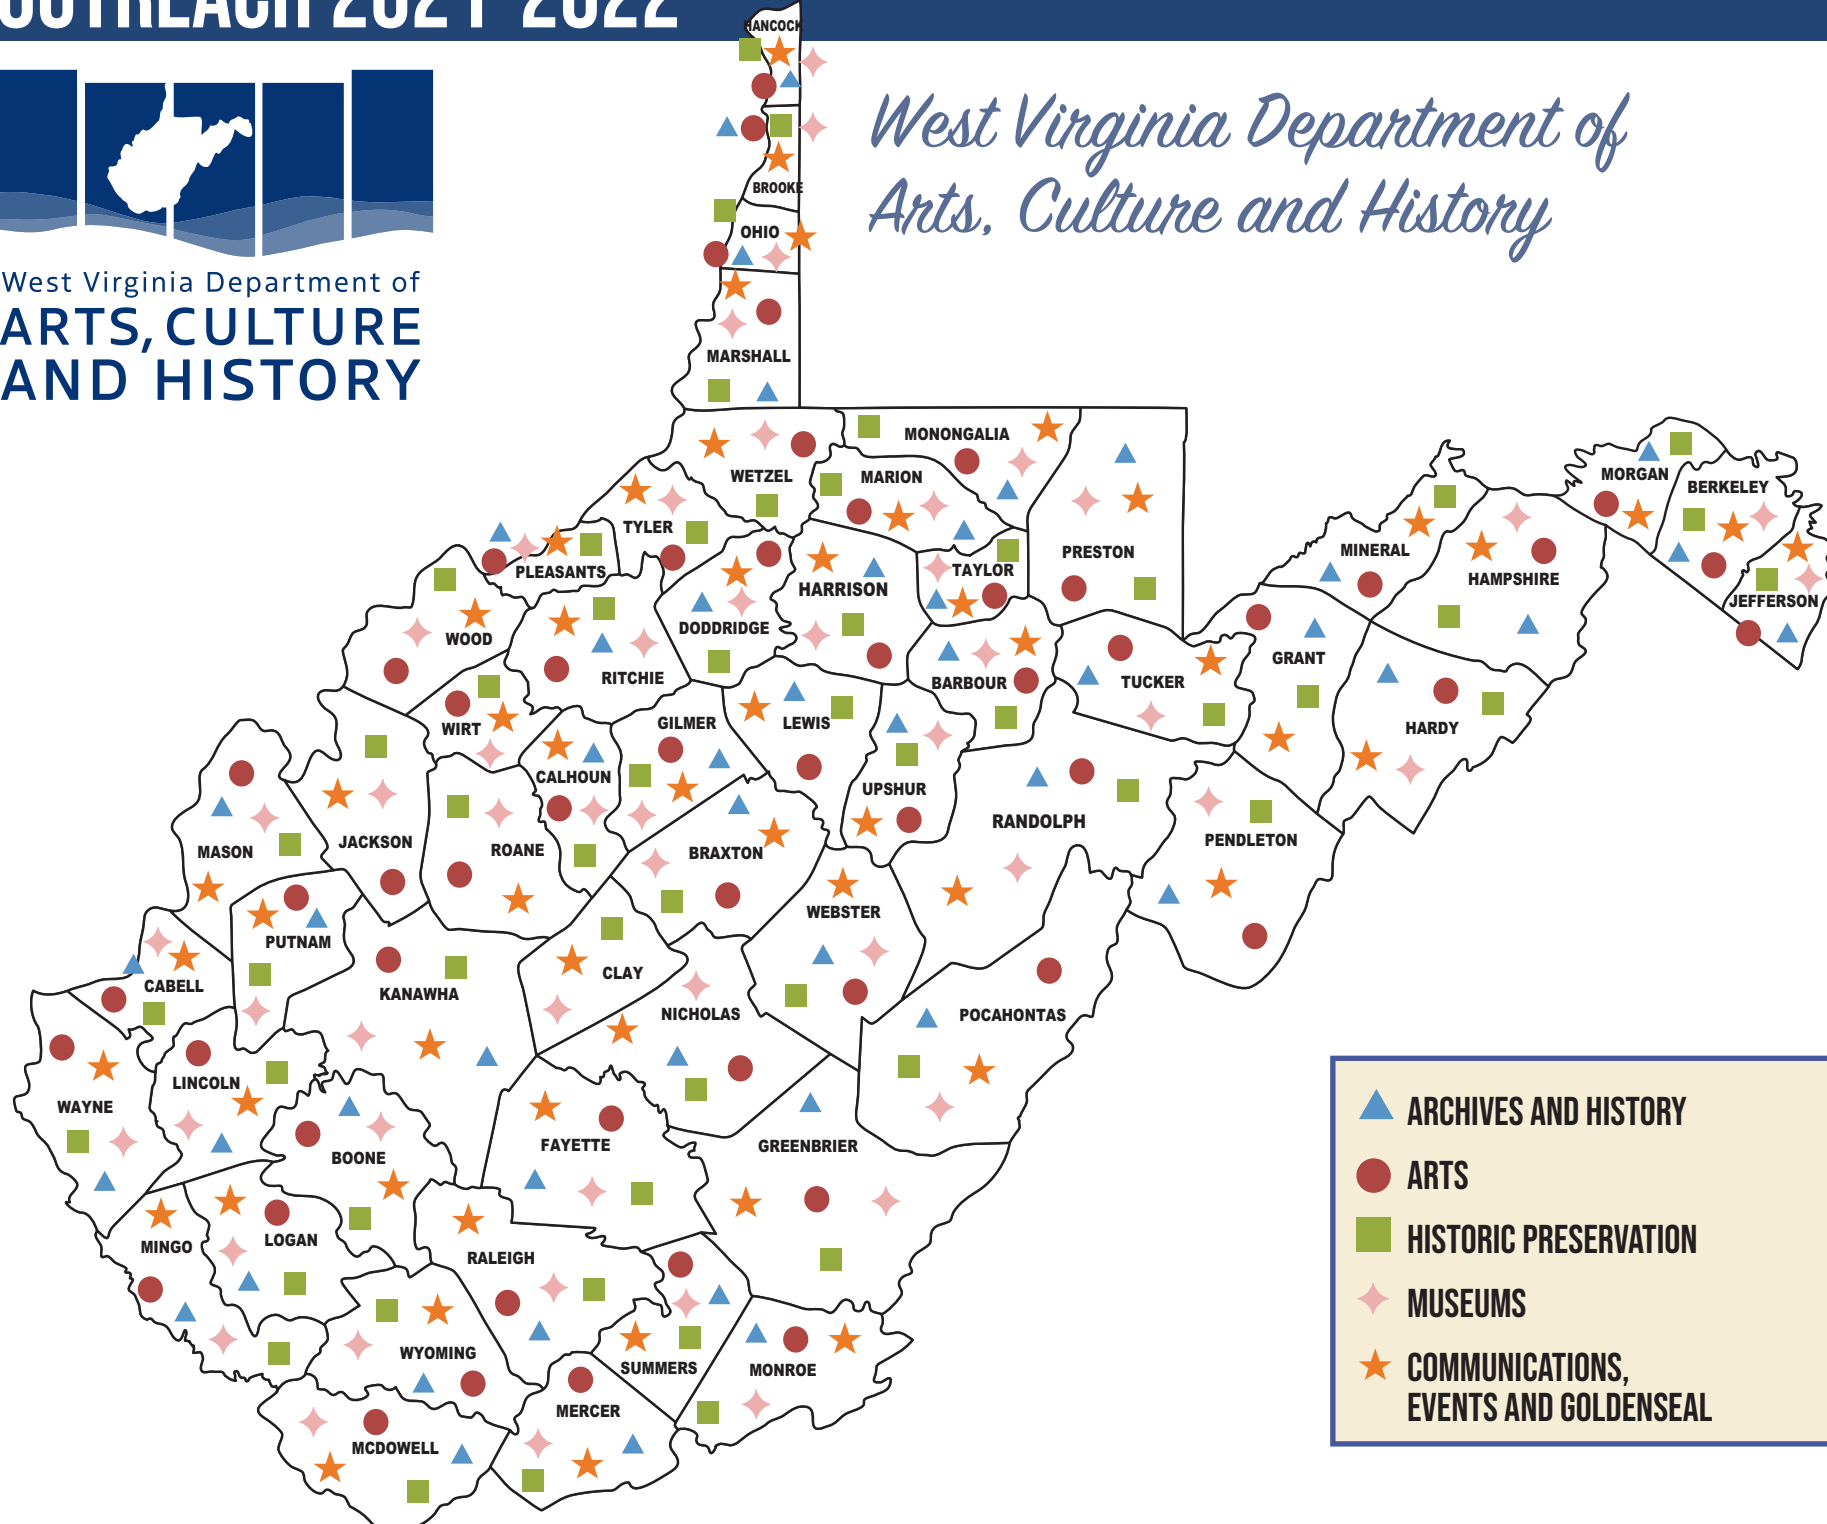 OUTREACH 2021-2022
West Virginia Department of
Arts, Culture and History
West Virginia Department of
ARTS, CULTURE
AND HISTORY
HANCOCK
BROOKE
OHIO
MARSHALL
WETZEL
MONONGALIA
MARION
TYLER
PLEASANTS
PRESTON
TAYLOR
HARRISON
DODDRIDGE
WOOD
RITCHIE
MORGAN
BERKELEY
JEFFERSON
MINERAL
HAMPSHIRE
GRANT
HARDY
BARBOUR
TUCKER
WIRT
GILMER
LEWIS
CALHOUN
UPSHUR
RANDOLPH
PENDLETON
MASON
JACKSON
ROANE
BRAXTON
WEBSTER
PUTNAM
CABELL
KANAWHA
CLAY
NICHOLAS
POCAHONTAS
LINCOLN
WAYNE
BOONE
FAYETTE
GREENBRIER
MINGO
LOGAN
RALEIGH
WYOMING
SUMMERS
MONROE
MERCER
MCDOWELL
ARCHIVES AND HISTORY
ARTS
HISTORIC PRESERVATION
MUSEUMS
COMMUNICATIONS,
EVENTS AND GOLDENSEAL